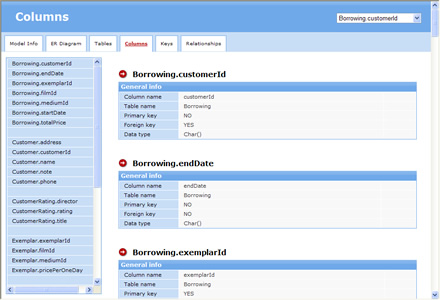 Columns
Borrowing.customerId
Model Info
ER Diagram
Tables
Columns
Keys
Relationships
Borrowing.customerId
Borrowing.endDate
Borrowing.exemplarId
Borrowing.filmId
Borrowing.mediumId
Borrowing.startDate
Borrowing.totalPrice
Customer.address
Customer.customerId
Customer.name
Customer.note
Customer.phone
CustomerRating.director
CustomerRating.rating
CustomerRating.title
Exemplar.exemplarId
Exemplar.filmId
Exemplar.mediumId
Exemplar.pricePerOneDay
Borrowing.customerId
General info
Column name customerId
Table name Borrowing
Primary key NO
Foreign key YES
Data type Char()
Borrowing.endDate
General info
Column name endDate
Table name Borrowing
Primary key NO
Foreign key NO
Data type Char()
Borrowing.exemplarId
General info
Column name exemplarId
Table name Borrowing
Primary key YES